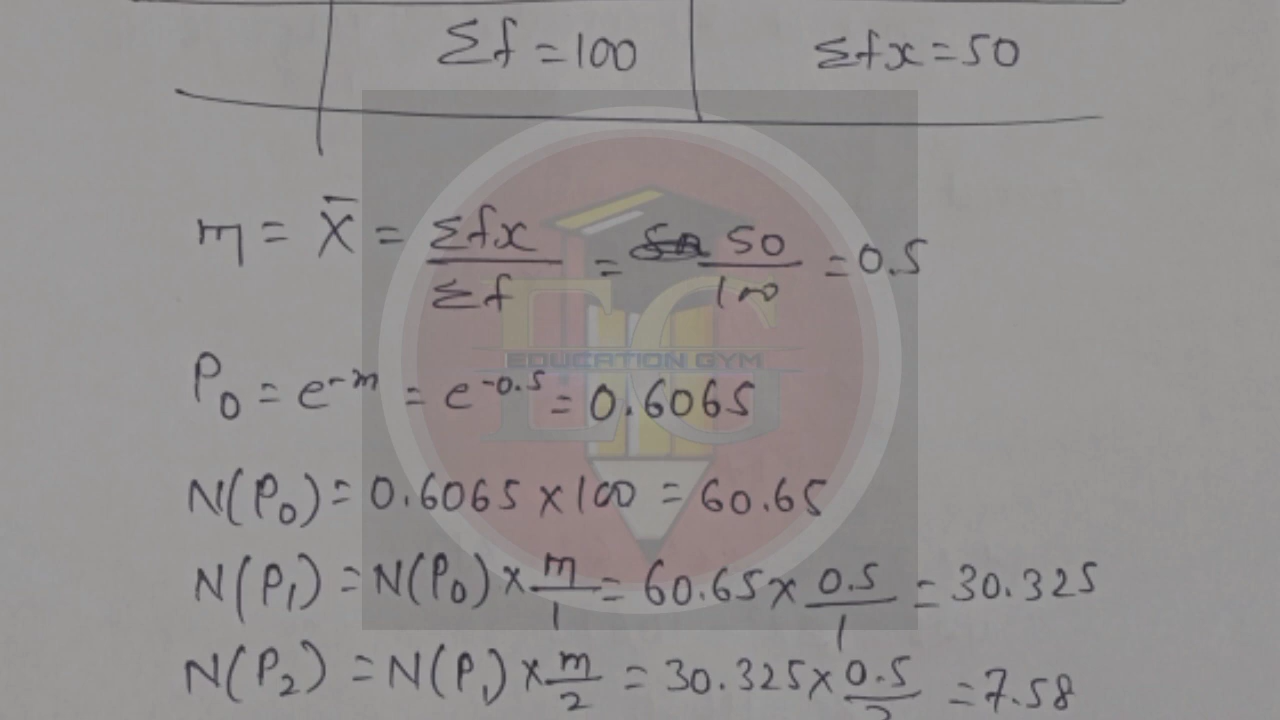 Σf = 100 Σfx = 50
m = X̄ = Σfx/Σf = 50/100 = 0.5
EG
EDUCATION GYM
P₀ = e⁻ᵐ = e⁻⁰·⁵ = 0.6065
N(P₀) = 0.6065 × 100 = 60.65
N(P₁) = N(P₀) × m/1 = 60.65 × 0.5/1 = 30.325
N(P₂) = N(P₁) × m/2 = 30.325 × 0.5/2 = 7.58